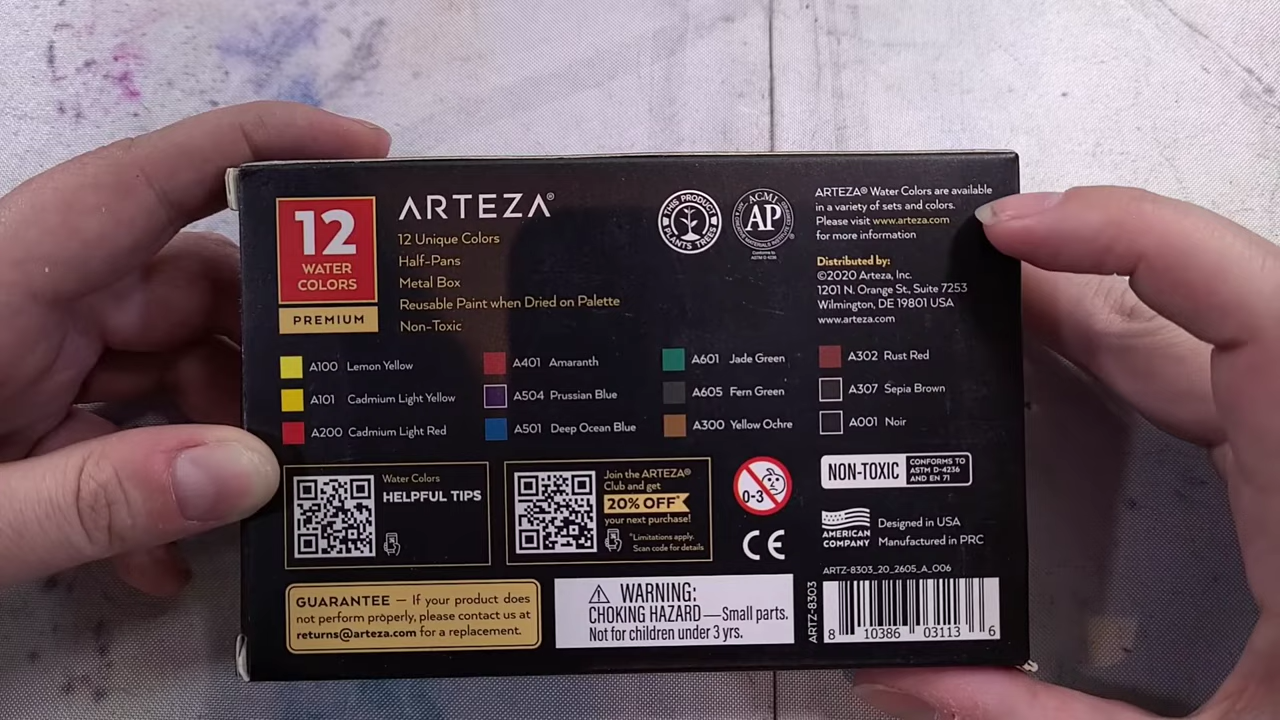 12
WATER
COLORS
PREMIUM
ARTEZA®
12 Unique Colors
Half-Pans
Metal Box
Reusable Paint when Dried on Palette
Non-Toxic
THIS PRODUCT
PLANTS TREES
ACMI
AP
Conforms to
ASTM D-4236
ARTEZA® Water Colors are available
in a variety of sets and colors.
Please visit www.arteza.com
for more information
Distributed by:
©2020 Arteza, Inc.
1201 N. Orange St., Suite 7253
Wilmington, DE 19801 USA
www.arteza.com
A100 Lemon Yellow
A101 Cadmium Light Yellow
A200 Cadmium Light Red
A401 Amaranth
A504 Prussian Blue
A501 Deep Ocean Blue
A601 Jade Green
A605 Fern Green
A300 Yellow Ochre
A302 Rust Red
A307 Sepia Brown
A001 Noir
Water Colors
HELPFUL TIPS
Join the ARTEZA®
Club and get
20% OFF*
your next purchase!
*Limitations apply.
Scan code for details
0-3
CE
NON-TOXIC
CONFORMS TO
ASTM D-4236
AND EN 71
AMERICAN
COMPANY
Designed in USA
Manufactured in PRC
GUARANTEE — If your product does
not perform properly, please contact us at
returns@arteza.com for a replacement.
WARNING:
CHOKING HAZARD—Small parts.
Not for children under 3 yrs.
ARTZ-8303_20_2605_A_006
ARTZ-8303
8 10386 03113 6